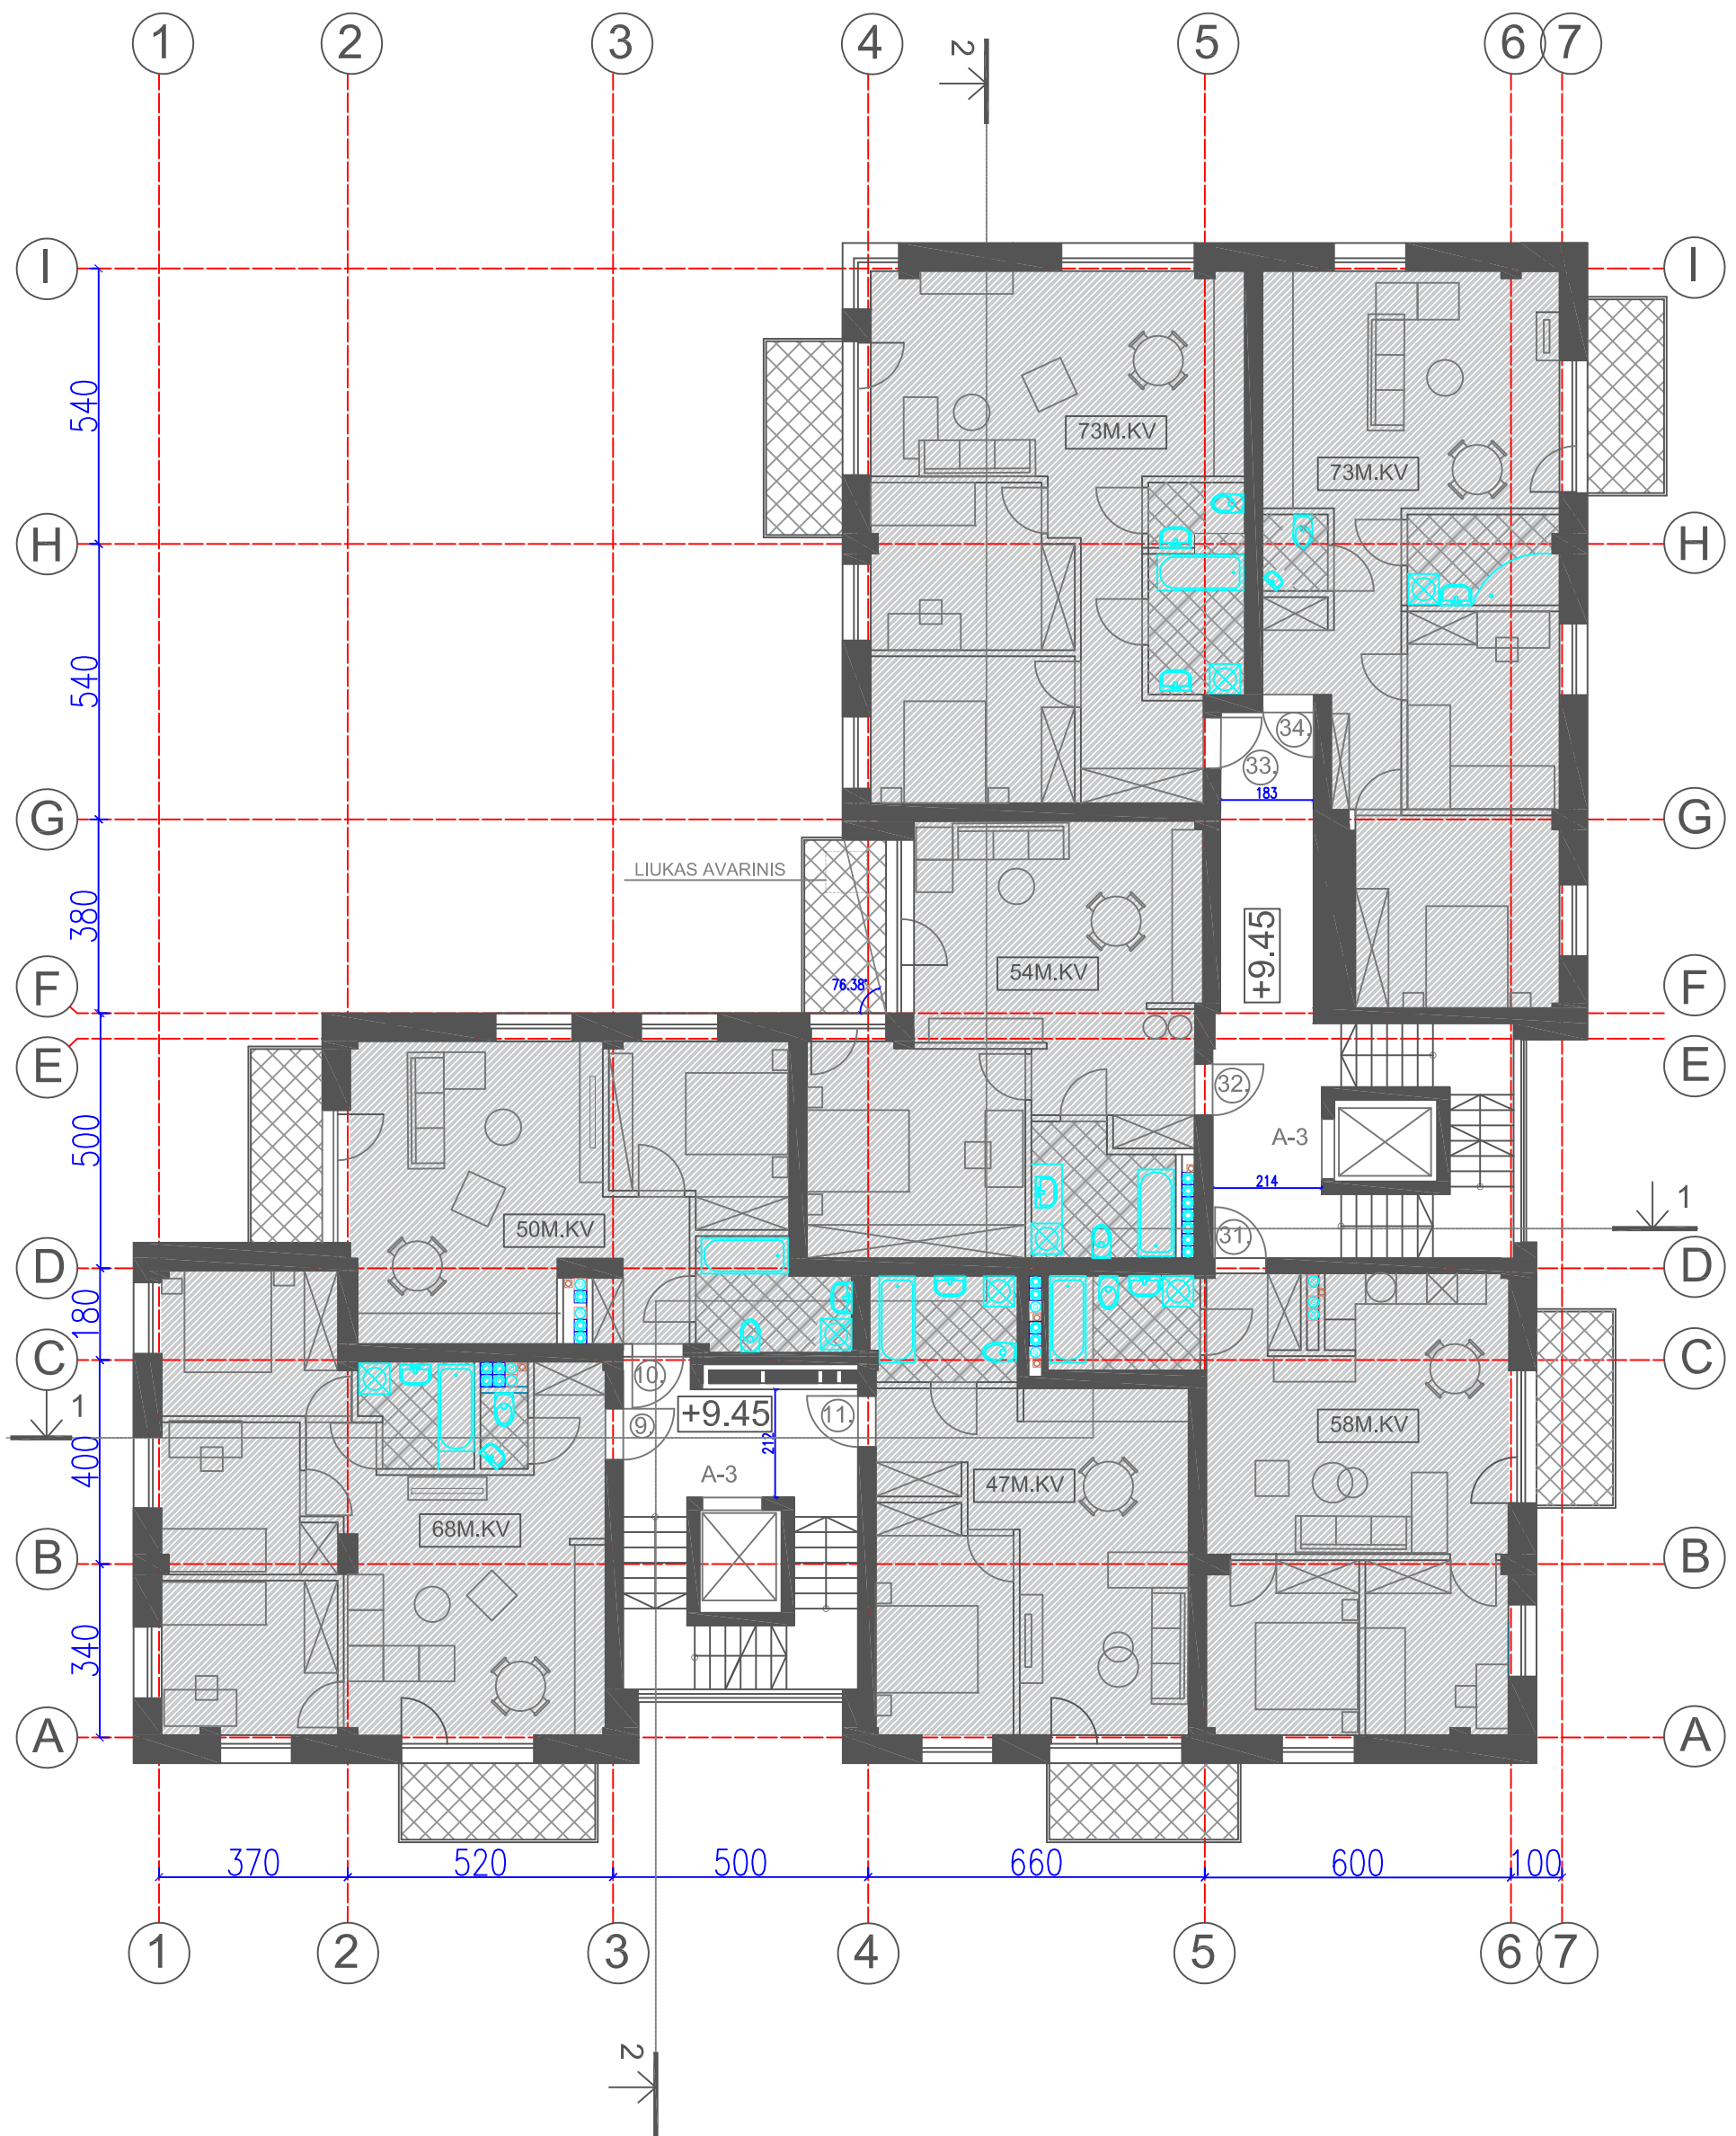 1 2 3 4 5 6 7
2
I I
540
73M.KV
73M.KV
H H
540
34.
33.
183
G G
LIUKAS AVARINIS
380
+9.45
54M.KV
76.38°
F F
E E
32.
500
A-3
214
1
50M.KV
31.
D D
180
C C
10.
1
+9.45
9.
11.
58M.KV
212
400
A-3
47M.KV
68M.KV
B B
340
A A
370 520 500 660 600 100
1 2 3 4 5 6 7
2